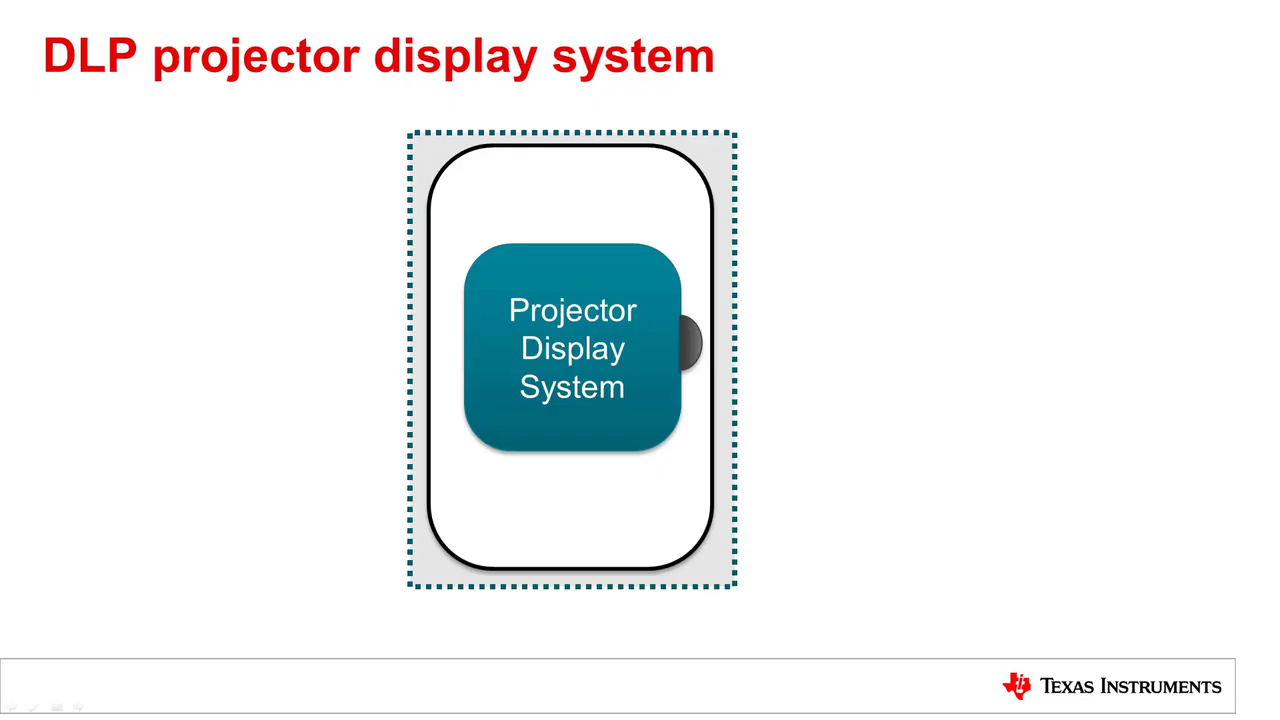 DLP projector display system
Projector
Display
System
Texas Instruments